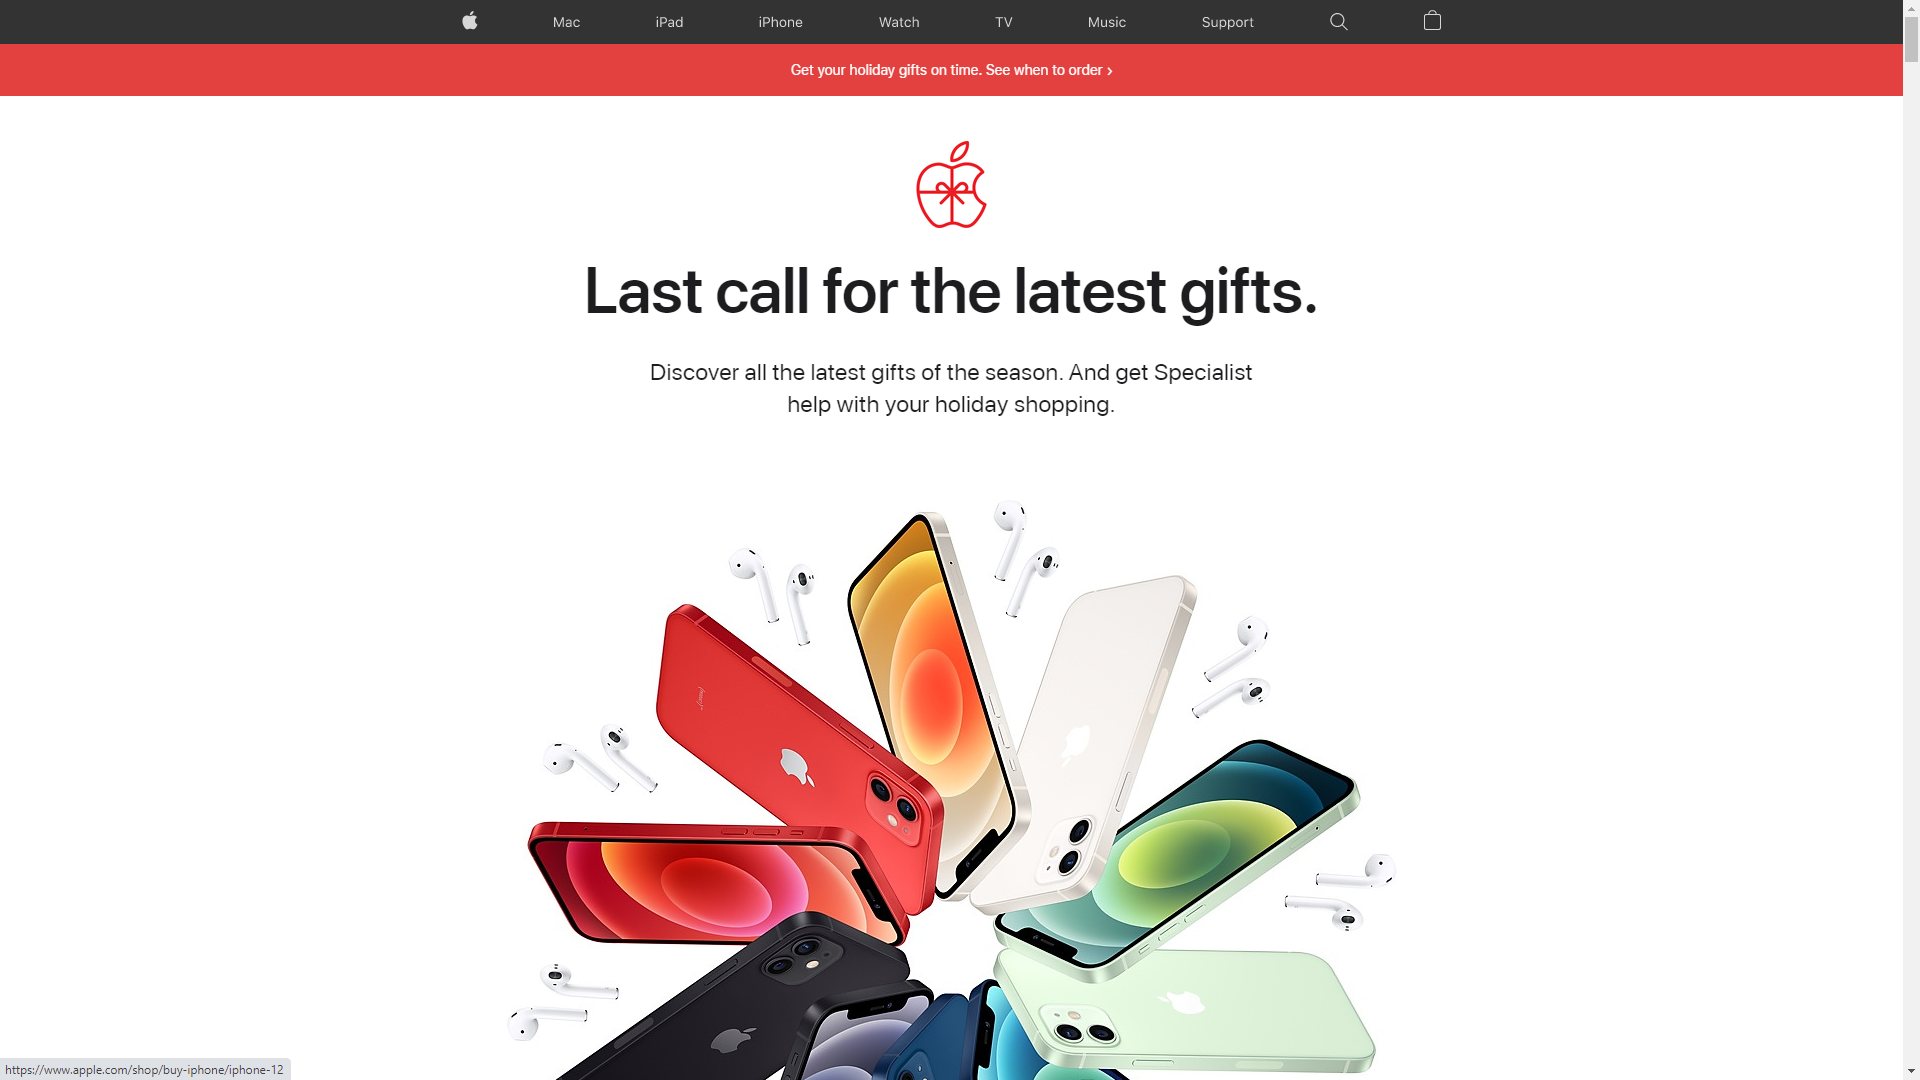 Mac iPad iPhone Watch TV Music Support
Get your holiday gifts on time. See when to order ›
Last call for the latest gifts.
Discover all the latest gifts of the season. And get Specialist
help with your holiday shopping.
https://www.apple.com/shop/buy-iphone/iphone-12